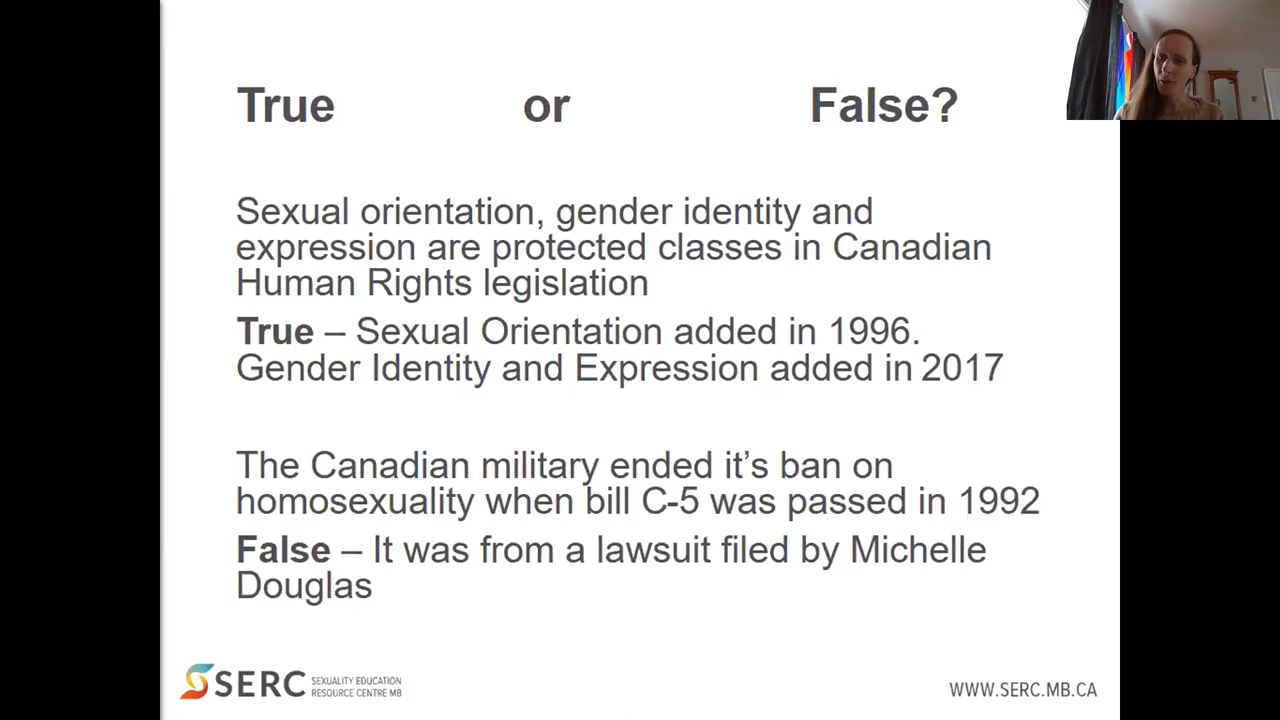 True or False?
Sexual orientation, gender identity and
expression are protected classes in Canadian
Human Rights legislation
True – Sexual Orientation added in 1996.
Gender Identity and Expression added in 2017
The Canadian military ended it’s ban on
homosexuality when bill C-5 was passed in 1992
False – It was from a lawsuit filed by Michelle
Douglas
SERC SEXUALITY EDUCATION
RESOURCE CENTRE MB
WWW.SERC.MB.CA